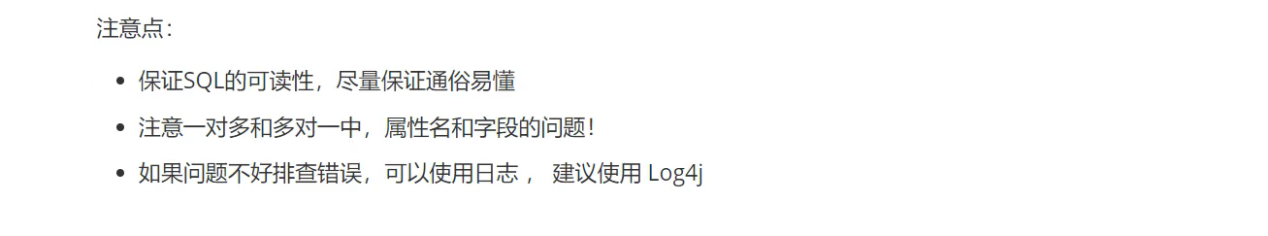 注意点：
保证SQL的可读性，尽量保证通俗易懂
注意一对多和多对一中，属性名和字段的问题！
如果问题不好排查错误，可以使用日志 ， 建议使用 Log4j